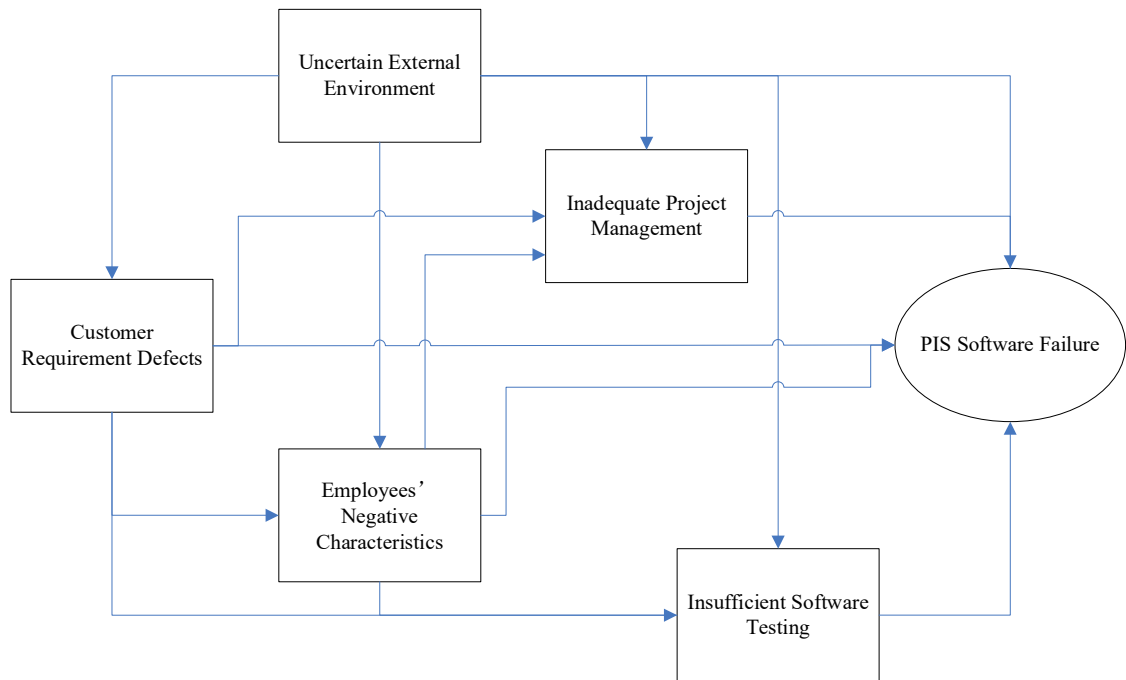 Uncertain External
Environment
Inadequate Project
Management
Customer
Requirement Defects
PIS Software Failure
Employees’
Negative
Characteristics
Insufficient Software
Testing